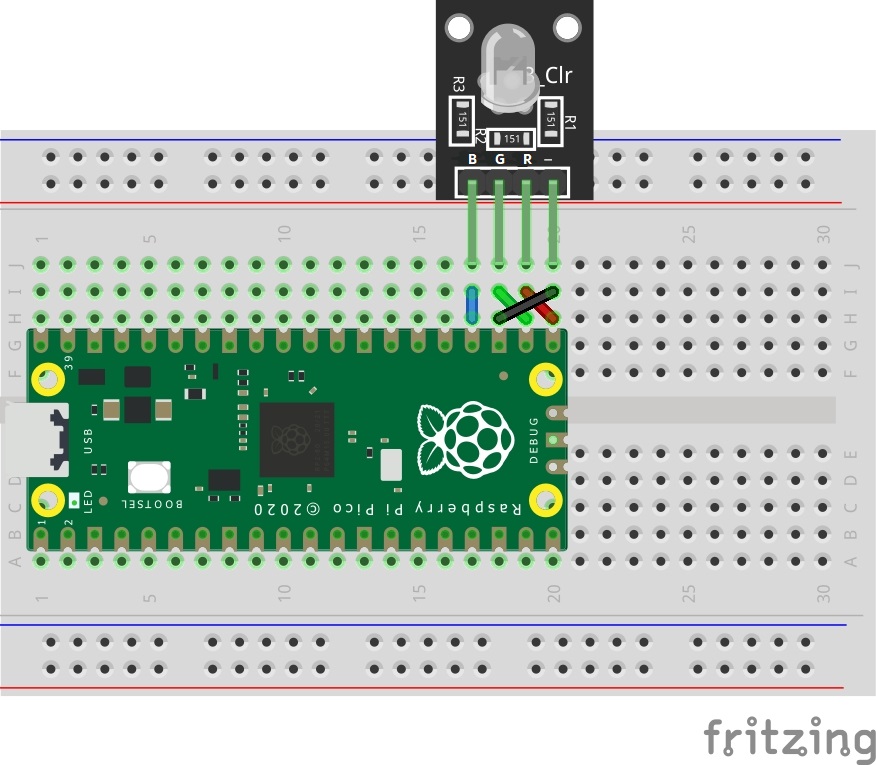 B_Clr
R3
R1
R2
151
151
151
B G R –
1 5 10 15 20 25 30
J J
I I
H H
G G
F F
39
USB
DEBUG
E
D D
LED
BOOTSEL
Raspberry Pi Pico ©2020
C C
1
2
B B
A A
1 5 10 15 20 25 30
fritzing